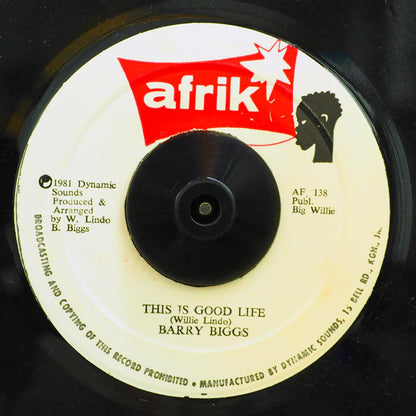 afrik
℗1981 Dynamic
Sounds
Produced &
Arranged
by W. Lindo
B. Biggs
AF 138
Publ.
Big Willie
THIS IS GOOD LIFE
(Willie Lindo)
BARRY BIGGS
BROADCASTING AND COPYING OF THIS RECORD PROHIBITED • MANUFACTURED BY DYNAMIC SOUNDS, 15 BELL RD., KGN., JA.